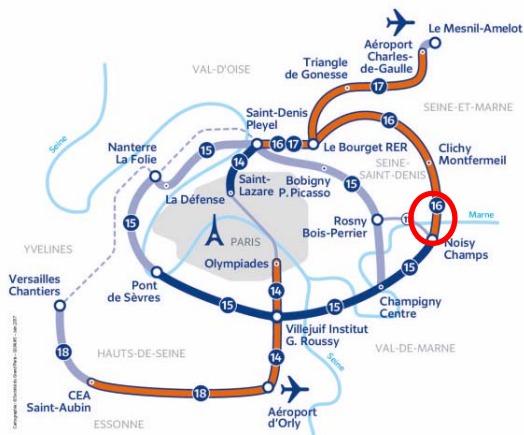 Le Mesnil-Amelot
Aéroport
Charles-
de-Gaulle
VAL-D'OISE
Triangle
de Gonesse
17
SEINE-ET-MARNE
Saint-Denis
Pleyel
16
16
17
Le Bourget RER
Clichy
Montfermeil
Seine
Nanterre
La Folie
15
14
SEINE-
SAINT-DENIS
Saint-
Lazare
Bobigny
P. Picasso
15
La Défense
16
Marne
Rosny
Bois-Perrier
15
PARIS
Noisy
Champs
YVELINES
Olympiades
15
Versailles
Chantiers
Pont
de Sèvres
14
15
15
Champigny
Centre
Villejuif Institut
G. Roussy
VAL-DE-MARNE
18
HAUTS-DE-SEINE
14
Seine
CEA
Saint-Aubin
18
Aéroport
d'Orly
ESSONNE